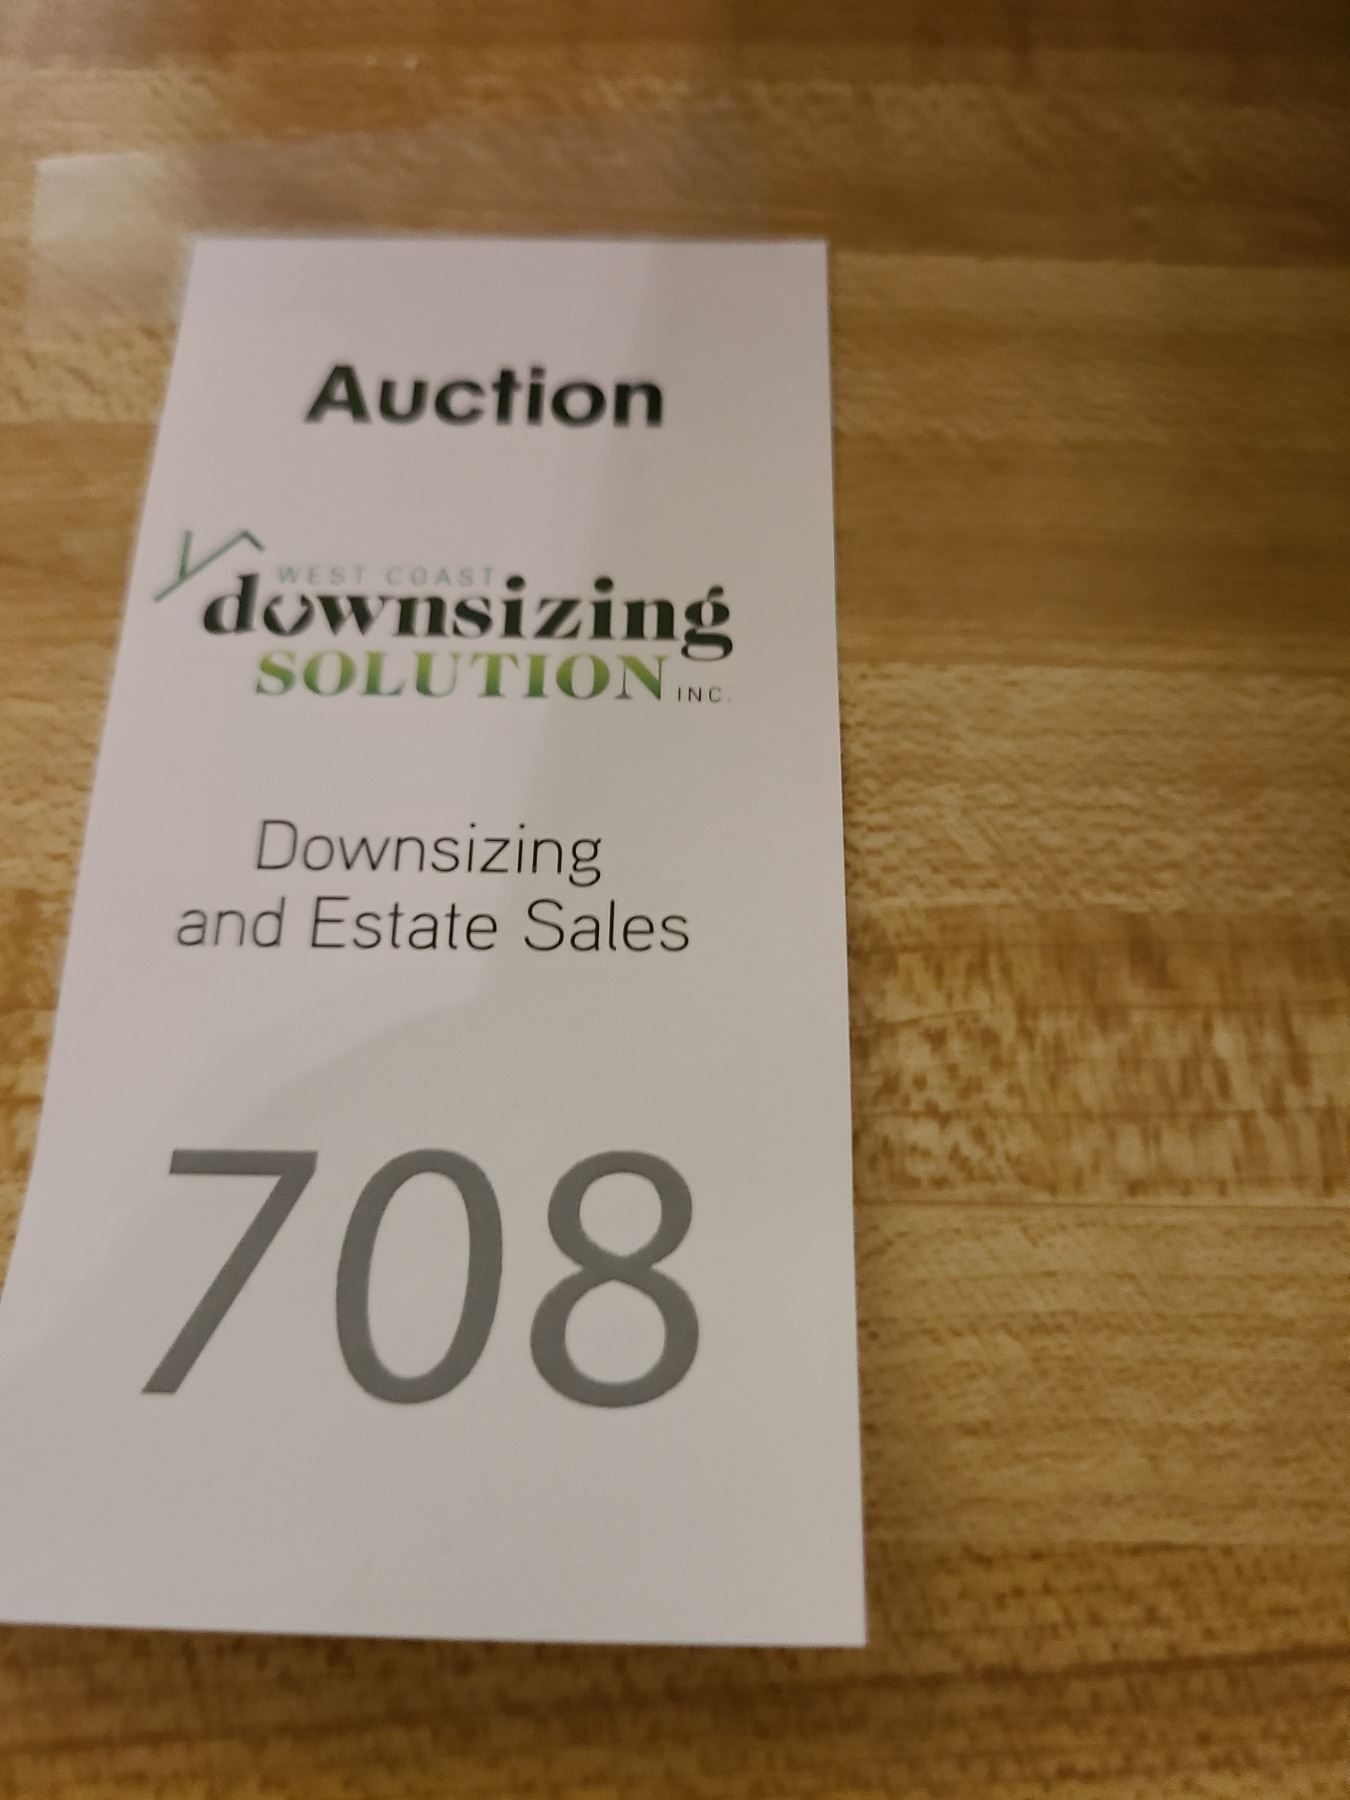 Auction
WEST COAST
downsizing
SOLUTION INC.
Downsizing
and Estate Sales
708